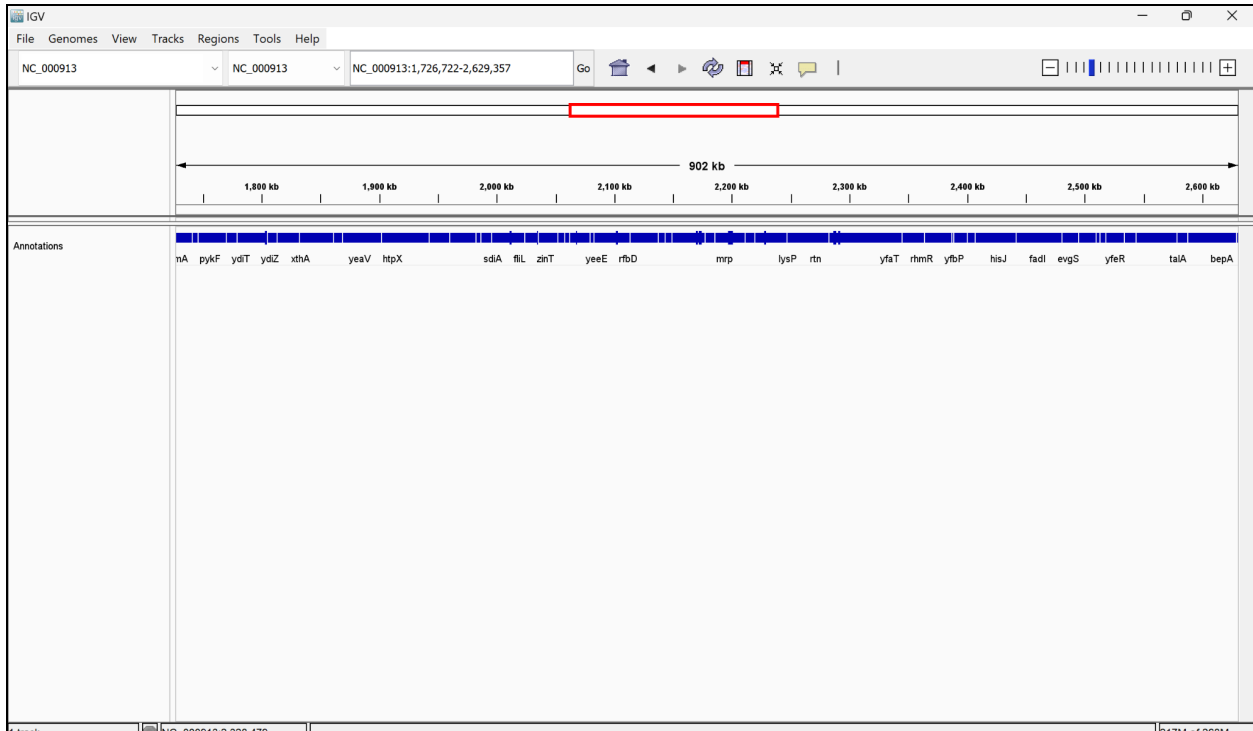 IGV
File Genomes View Tracks Regions Tools Help
NC_000913 NC_000913 NC_000913:1,726,722-2,629,357 Go
902 kb
1,800 kb 1,900 kb 2,000 kb 2,100 kb 2,200 kb 2,300 kb 2,400 kb 2,500 kb 2,600 kb
Annotations
nA pykF ydiT ydiZ xthA yeaV htpX sdiA fliL zinT yeeE rfbD mrp lysP rtn yfaT rhmR yfbP hisJ fadI evgS yfeR talA bepA